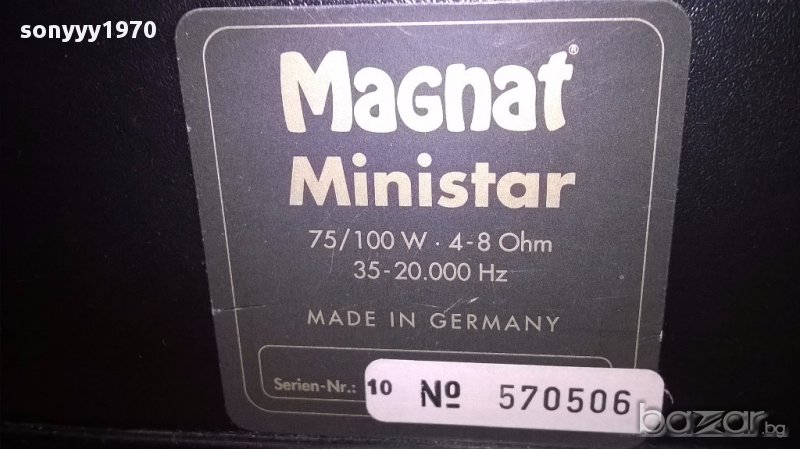 sonyyy1970
Magnat®
Ministar
75/100 W · 4-8 Ohm
35-20.000 Hz
MADE IN GERMANY
Serien-Nr.: 10 Nº 570506
bazar.bg